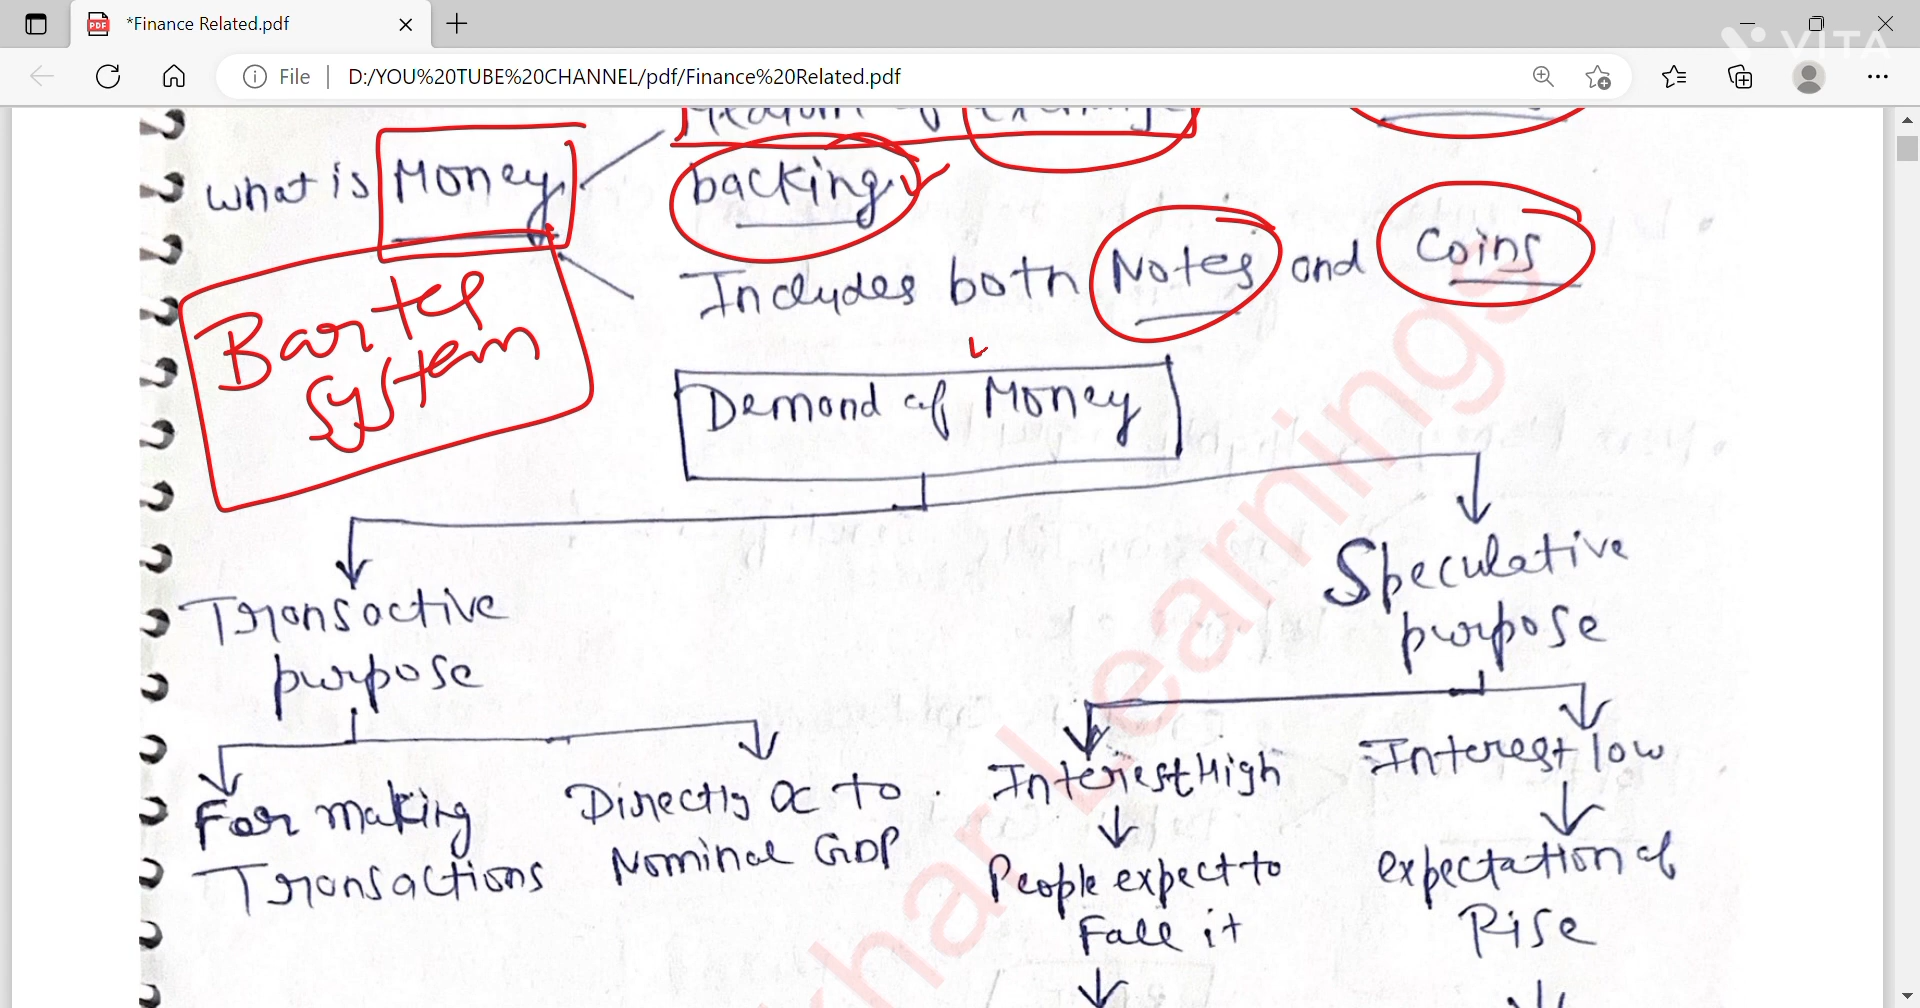 *Finance Related.pdf
VITA
File
D:/YOU%20TUBE%20CHANNEL/pdf/Finance%20Related.pdf
what is Money
backing
Includes both Notes and Coins
Barter
system
Demand of Money
Transactive
purpose
Speculative
purpose
For making
Transactions
Directly ∝ to
Nominal GDP
Interest High
People expect to
Fall it
Interest low
expectation of
Rise
Learnings